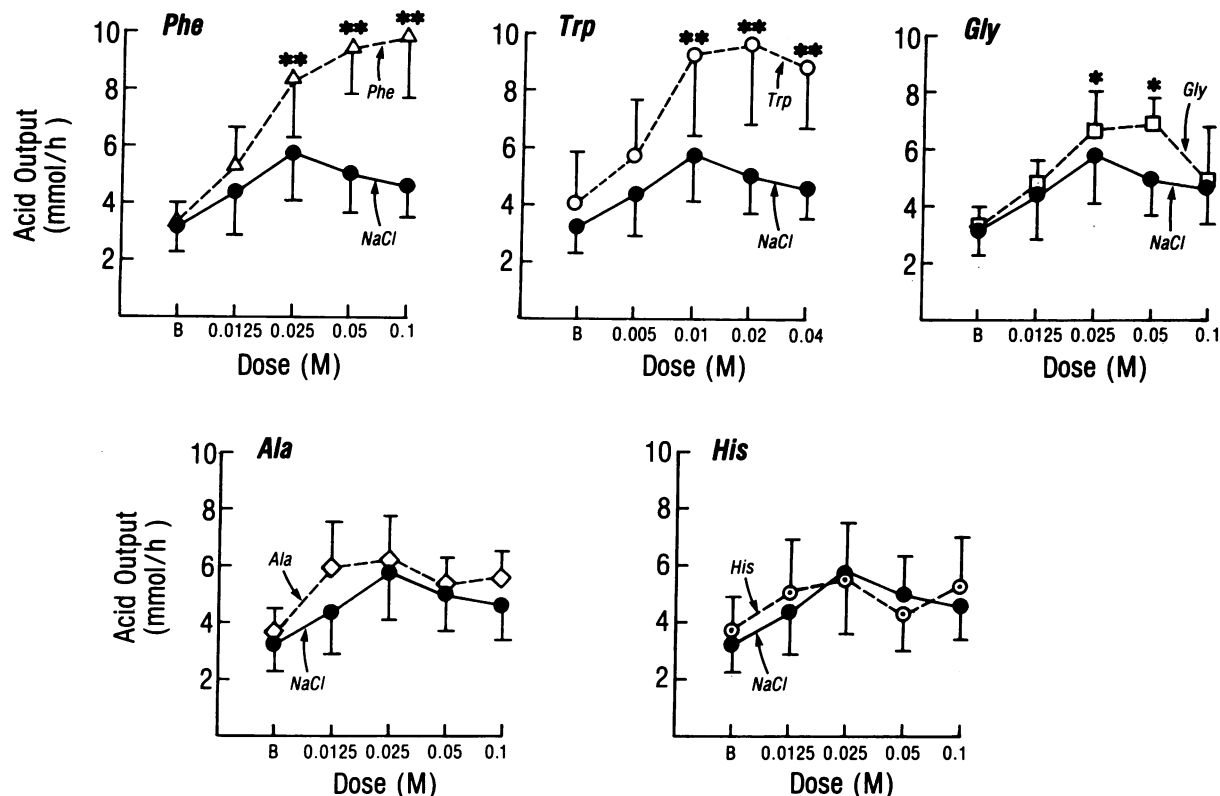 Phe
10
8
6
4
2
Acid Output
(mmol/h)
** ** **
Phe
NaCl
B 0.0125 0.025 0.05 0.1
Dose (M)
Trp
10
8
6
4
2
** ** **
Trp
NaCl
B 0.005 0.01 0.02 0.04
Dose (M)
Gly
10
8
6
4
2
* *
Gly
NaCl
B 0.0125 0.025 0.05 0.1
Dose (M)
Ala
10
8
6
4
2
Acid Output
(mmol/h )
Ala
NaCl
B 0.0125 0.025 0.05 0.1
Dose (M)
His
10
8
6
4
2
His
NaCl
B 0.0125 0.025 0.05 0.1
Dose (M)